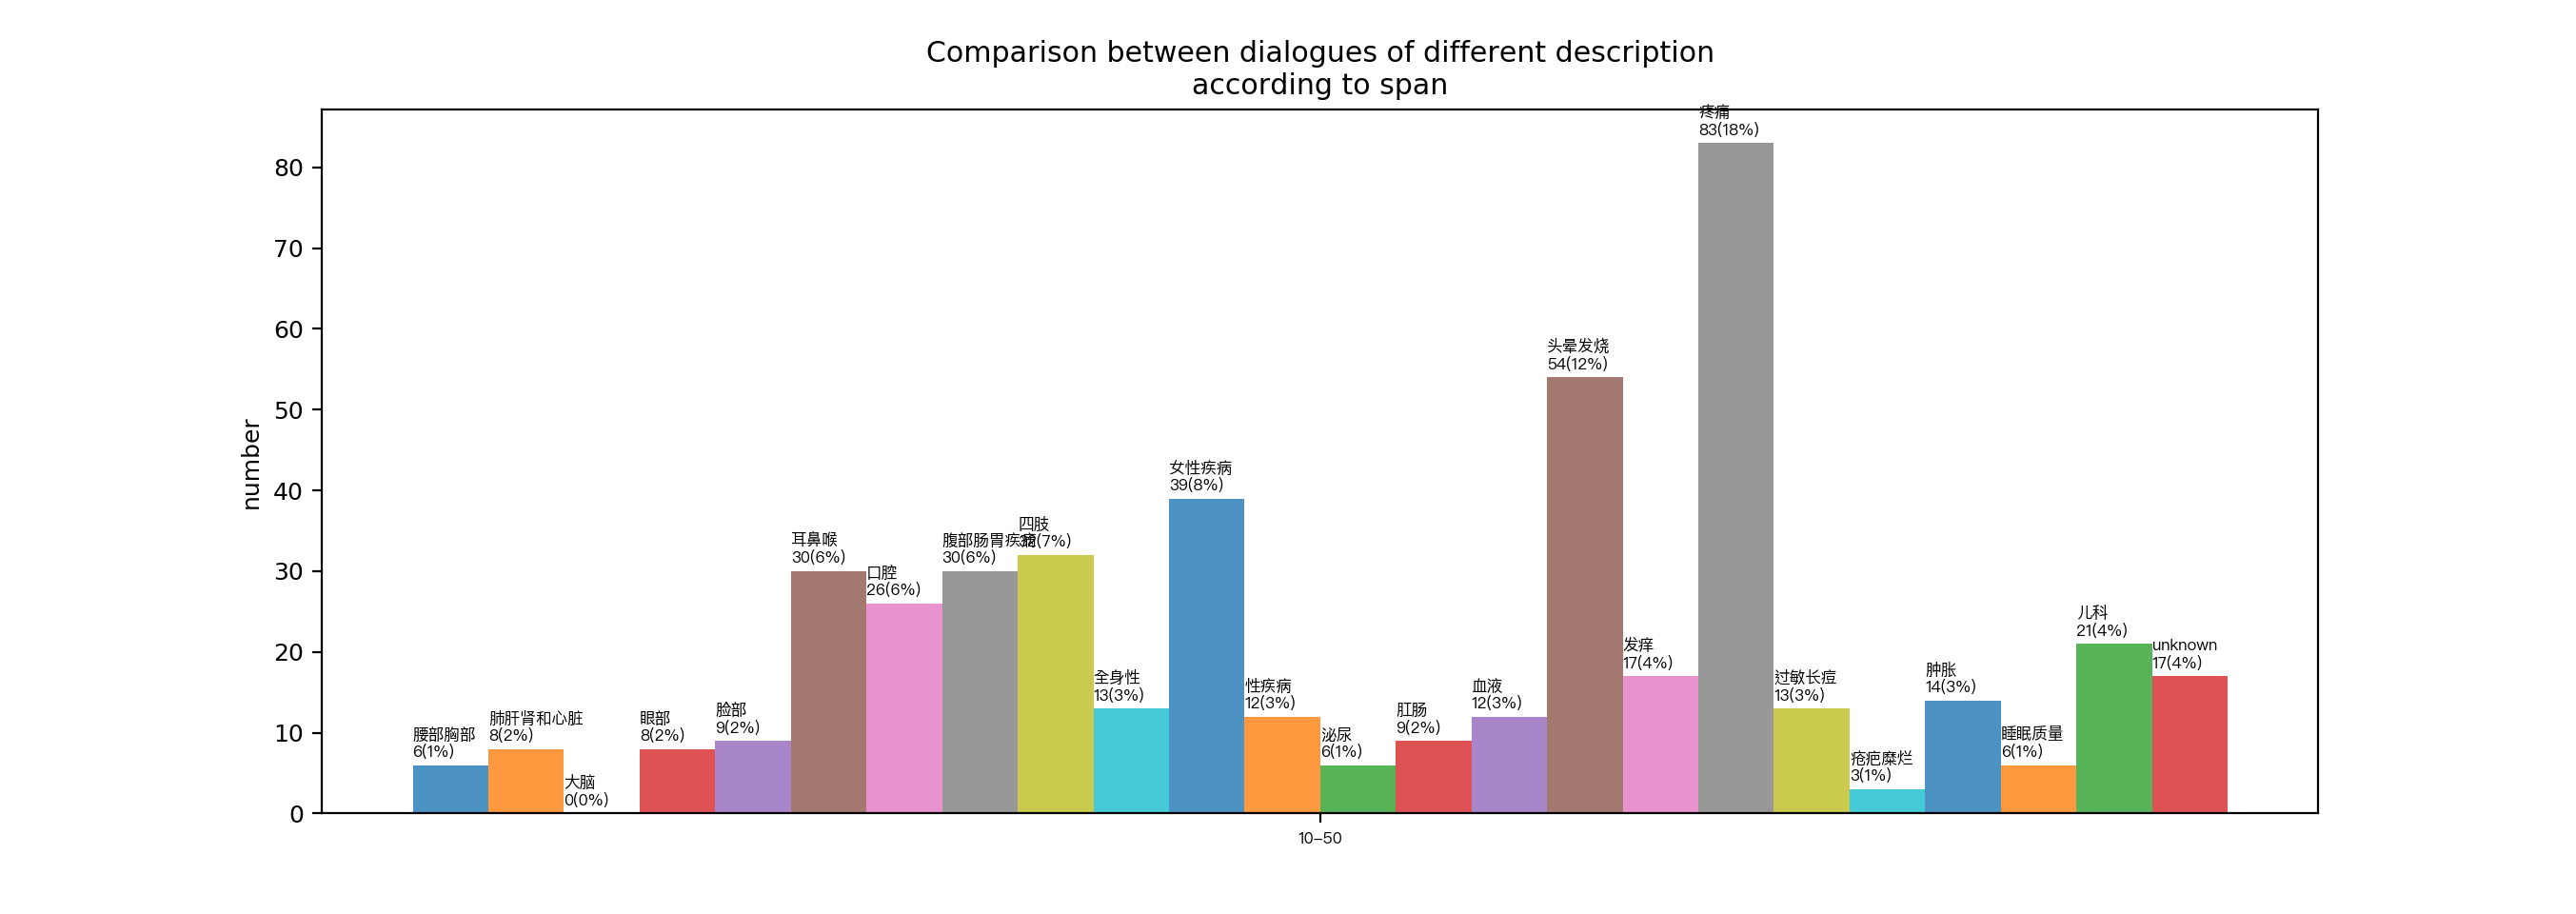 Comparison between dialogues of different description
according to span
number
80
70
60
50
40
30
20
10
0
腰部胸部
6(1%)
肺肝肾和心脏
8(2%)
大脑
0(0%)
眼部
8(2%)
脸部
9(2%)
耳鼻喉
30(6%)
口腔
26(6%)
腹部肠胃疾病
30(6%)
四肢
32(7%)
全身性
13(3%)
女性疾病
39(8%)
性疾病
12(3%)
泌尿
6(1%)
肛肠
9(2%)
血液
12(3%)
头晕发烧
54(12%)
发痒
17(4%)
疼痛
83(18%)
过敏长痘
13(3%)
疮疤糜烂
3(1%)
肿胀
14(3%)
睡眠质量
6(1%)
儿科
21(4%)
unknown
17(4%)
10-50